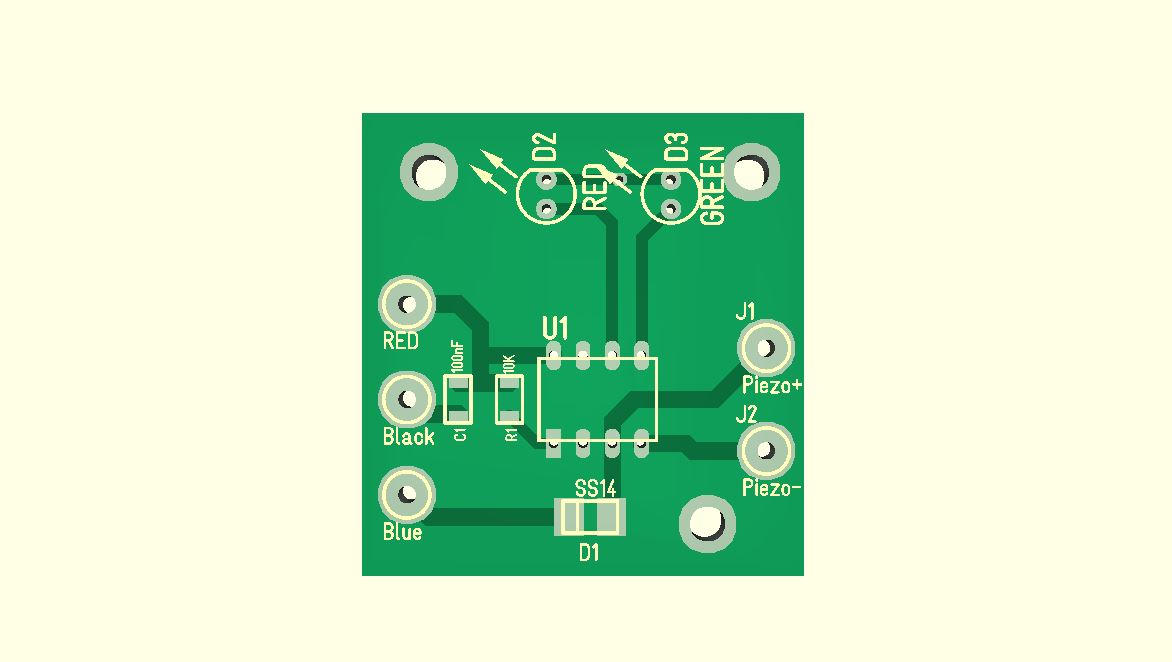 D2
RED
D3
GREEN
RED
100nF
10K
U1
J1
Piezo+
Black
C1
R1
J2
Piezo-
Blue
SS14
D1